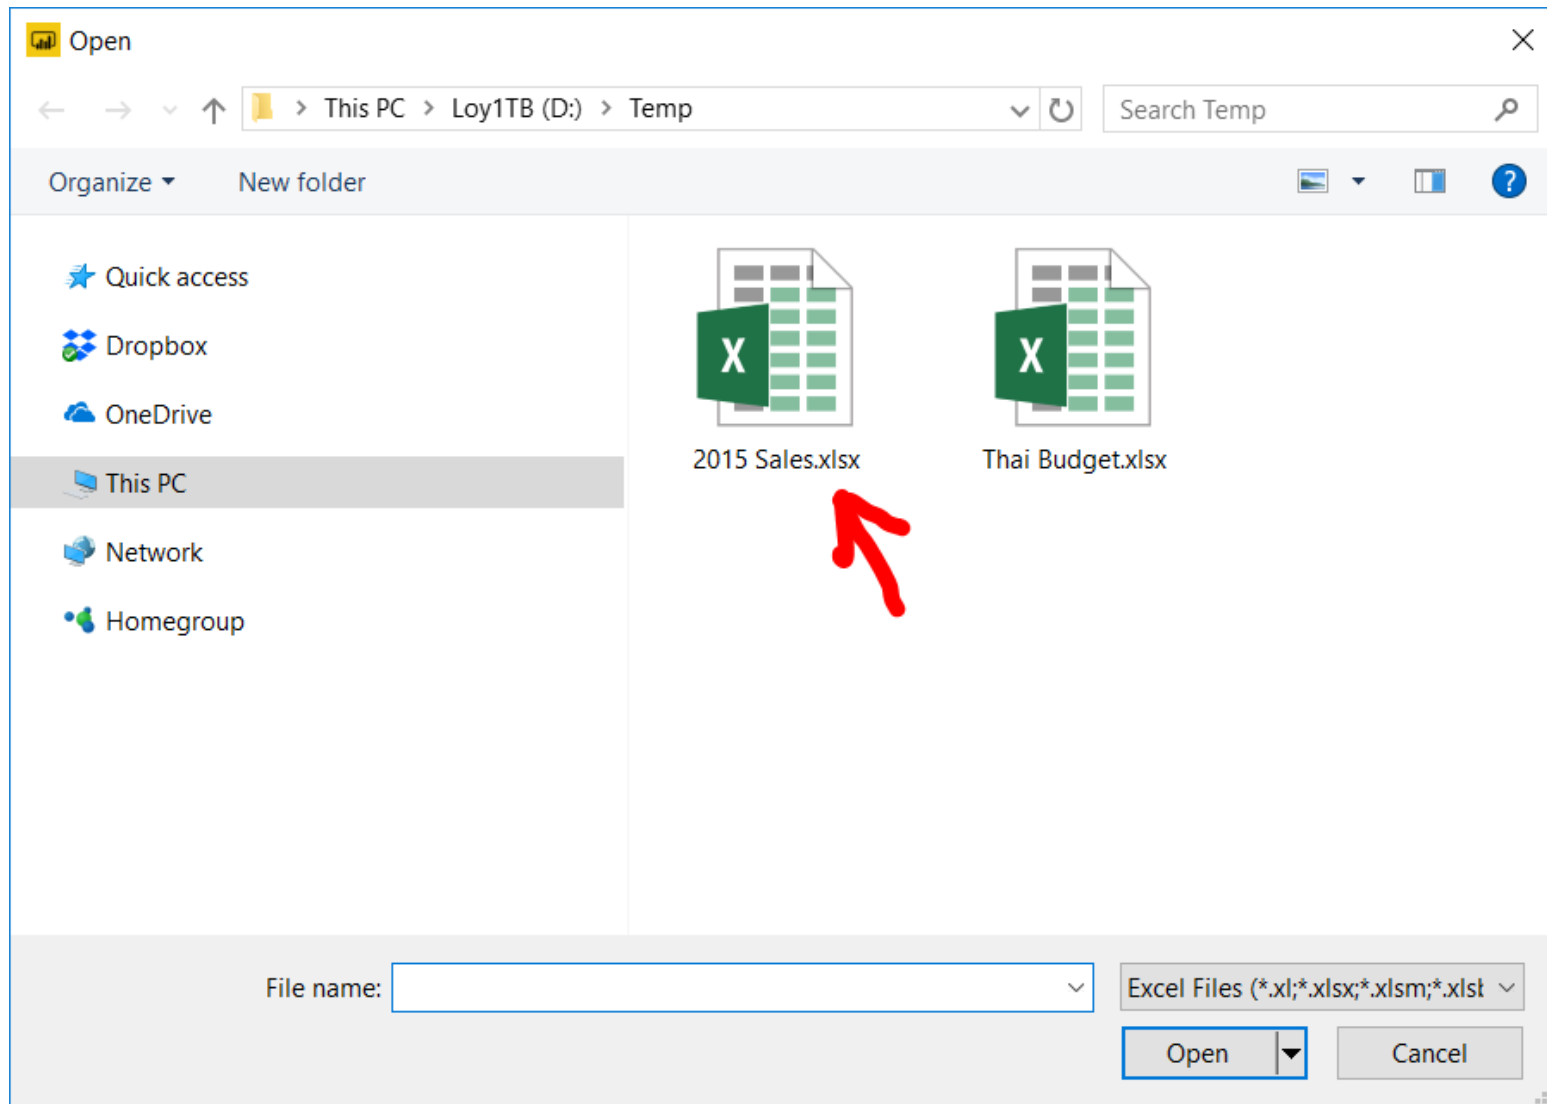 Open
This PC > Loy1TB (D:) > Temp
Search Temp
Organize
New folder
?
Quick access
Dropbox
OneDrive
This PC
Network
Homegroup
X
X
2015 Sales.xlsx
Thai Budget.xlsx
File name:
Excel Files (*.xl;*.xlsx;*.xlsm;*.xlsb
Open
Cancel